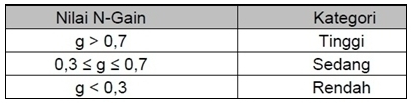 Nilai N-Gain Kategori
g > 0,7 Tinggi
0,3 ≤ g ≤ 0,7 Sedang
g < 0,3 Rendah